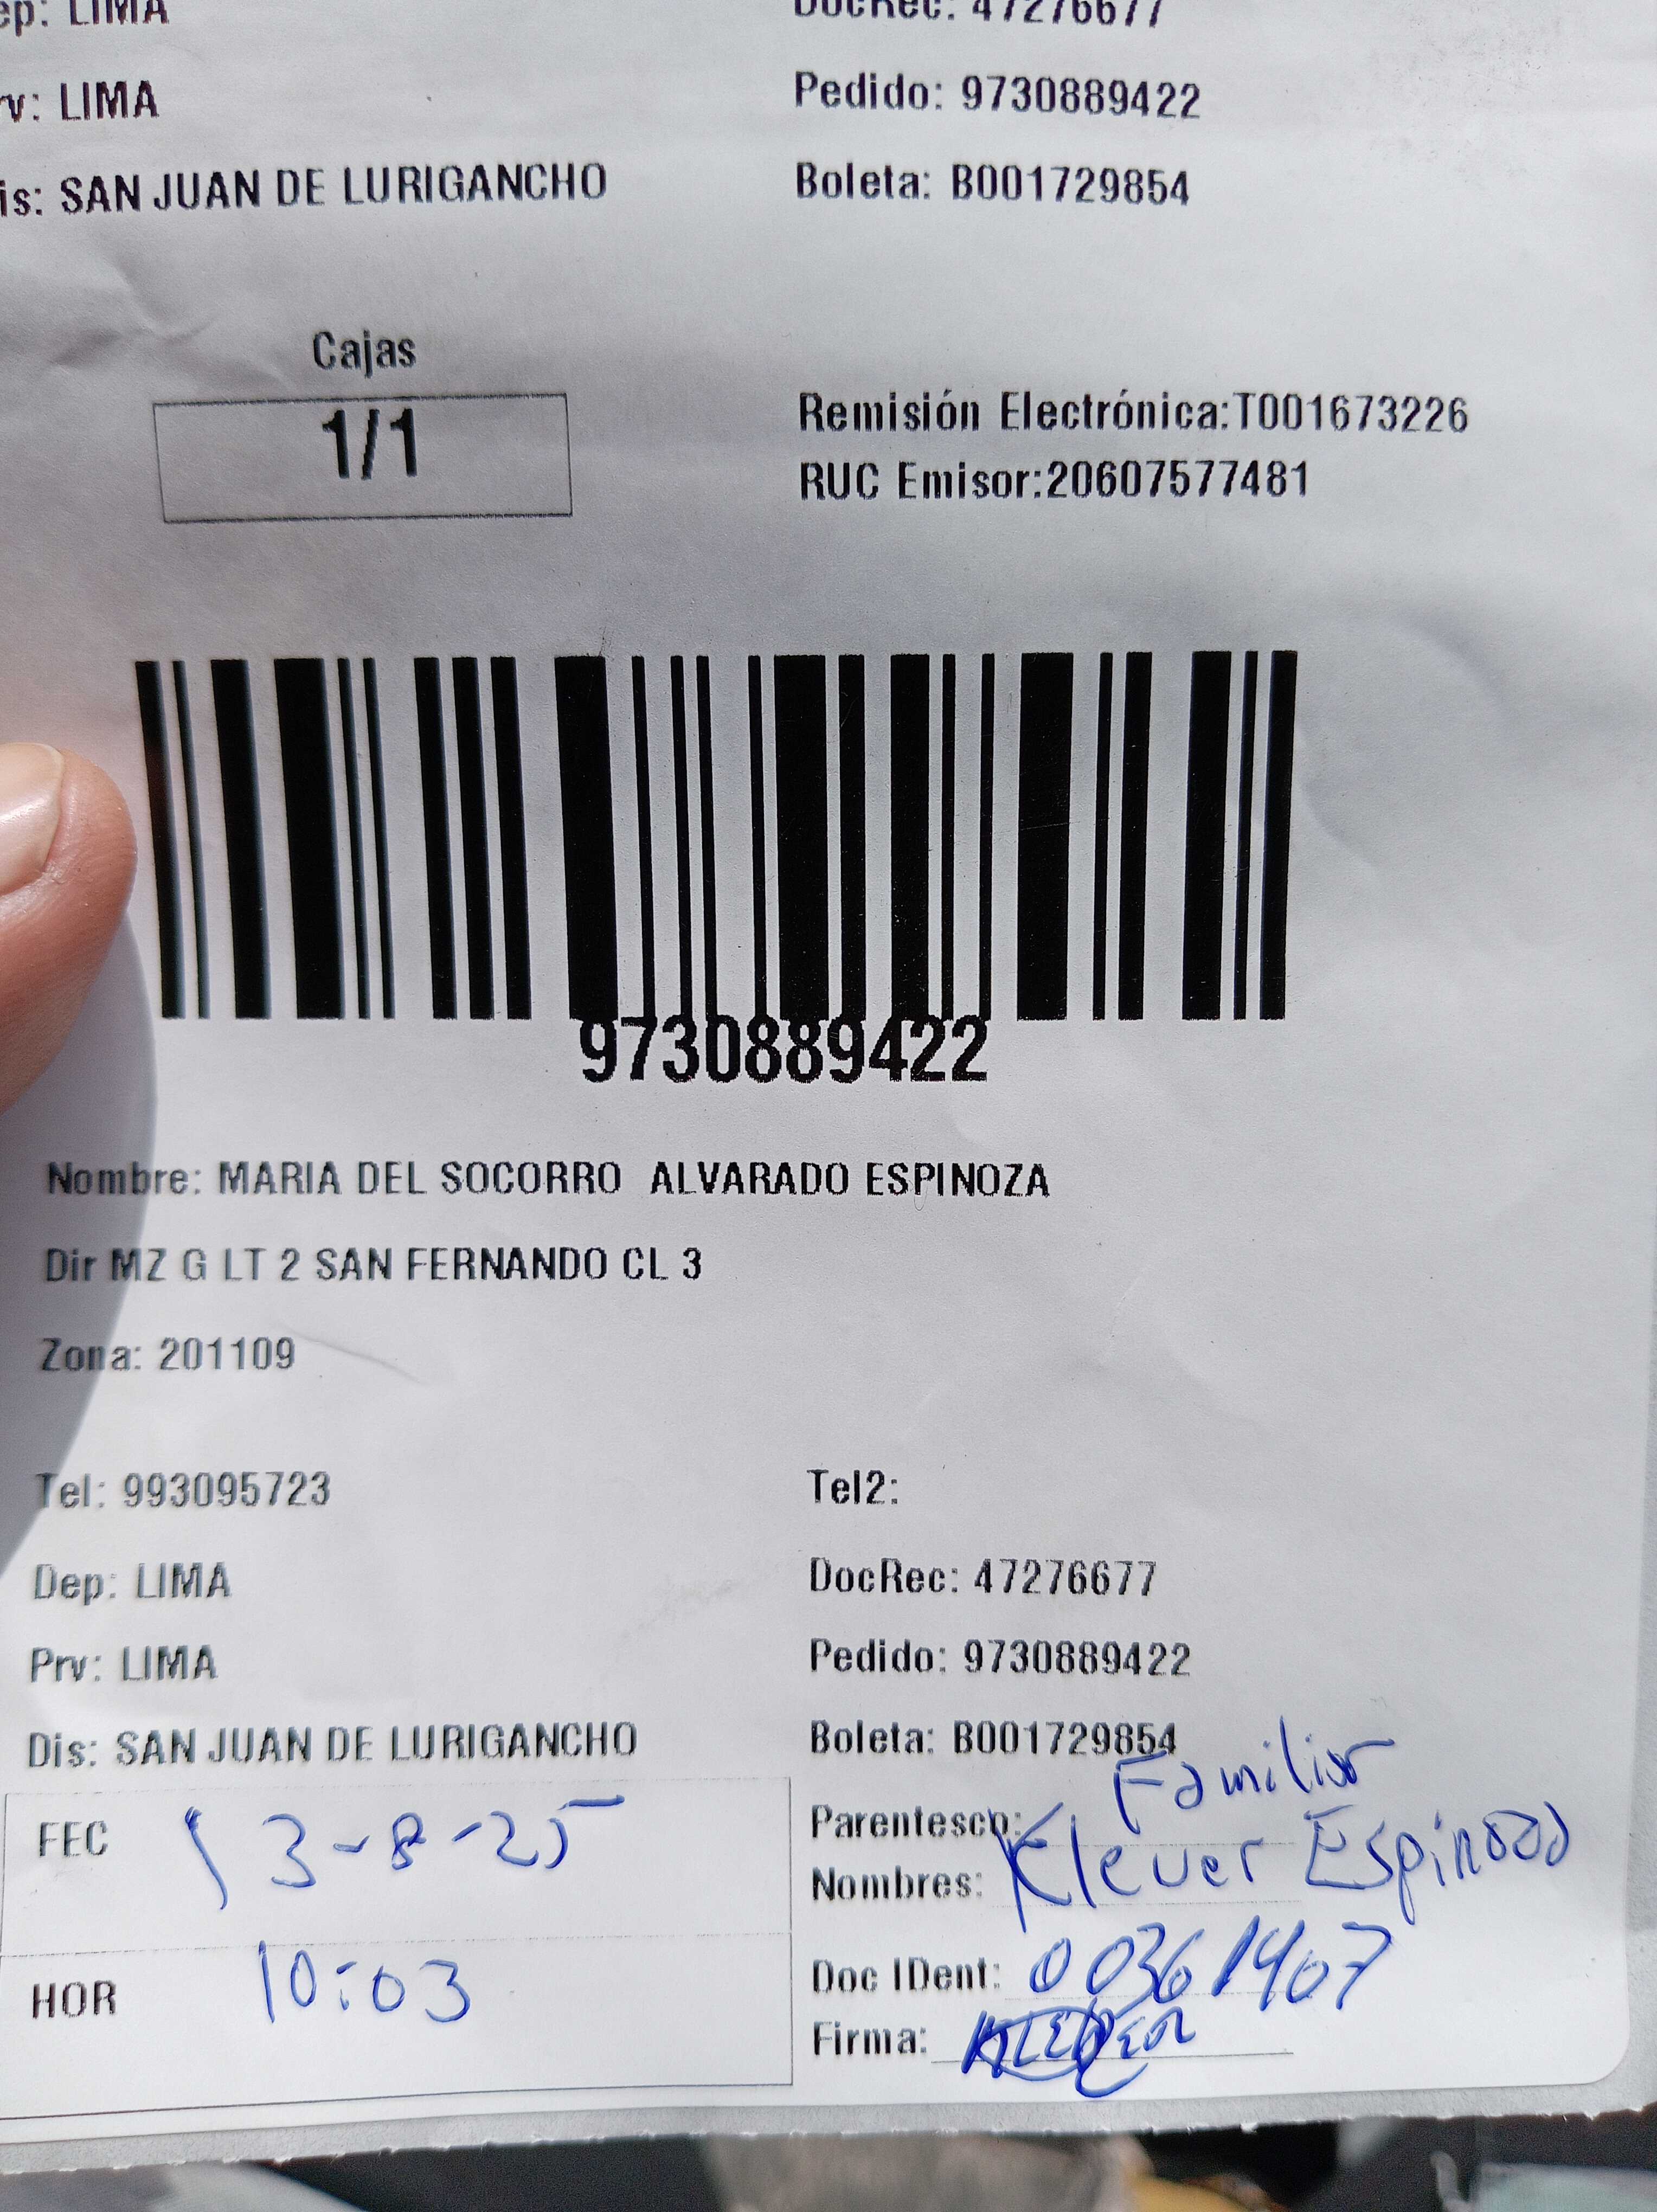 ep: LIMA
DocRec: 47276677
rv: LIMA
Pedido: 9730889422
is: SAN JUAN DE LURIGANCHO
Boleta: B001729854
Cajas
1/1
Remisión Electrónica:T001673226
RUC Emisor:20607577481
9730889422
Nombre: MARIA DEL SOCORRO ALVARADO ESPINOZA
Dir MZ G LT 2 SAN FERNANDO CL 3
Zona: 201109
Tel: 993095723
Tel2:
Dep: LIMA
DocRec: 47276677
Prv: LIMA
Pedido: 9730889422
Dis: SAN JUAN DE LURIGANCHO
Boleta: B001729854
FEC 13-8-25
HOR 10:03
Parentesco: Familiar
Nombres: Klever Espinoza
Doc IDent: 00361407
Firma: